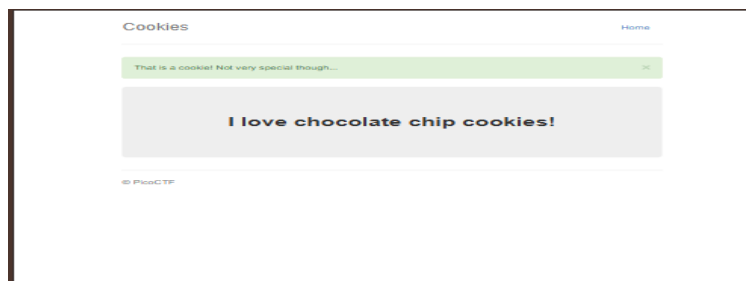 Cookies
Home
That is a cookie! Not very special though...
×
I love chocolate chip cookies!
© PicoCTF